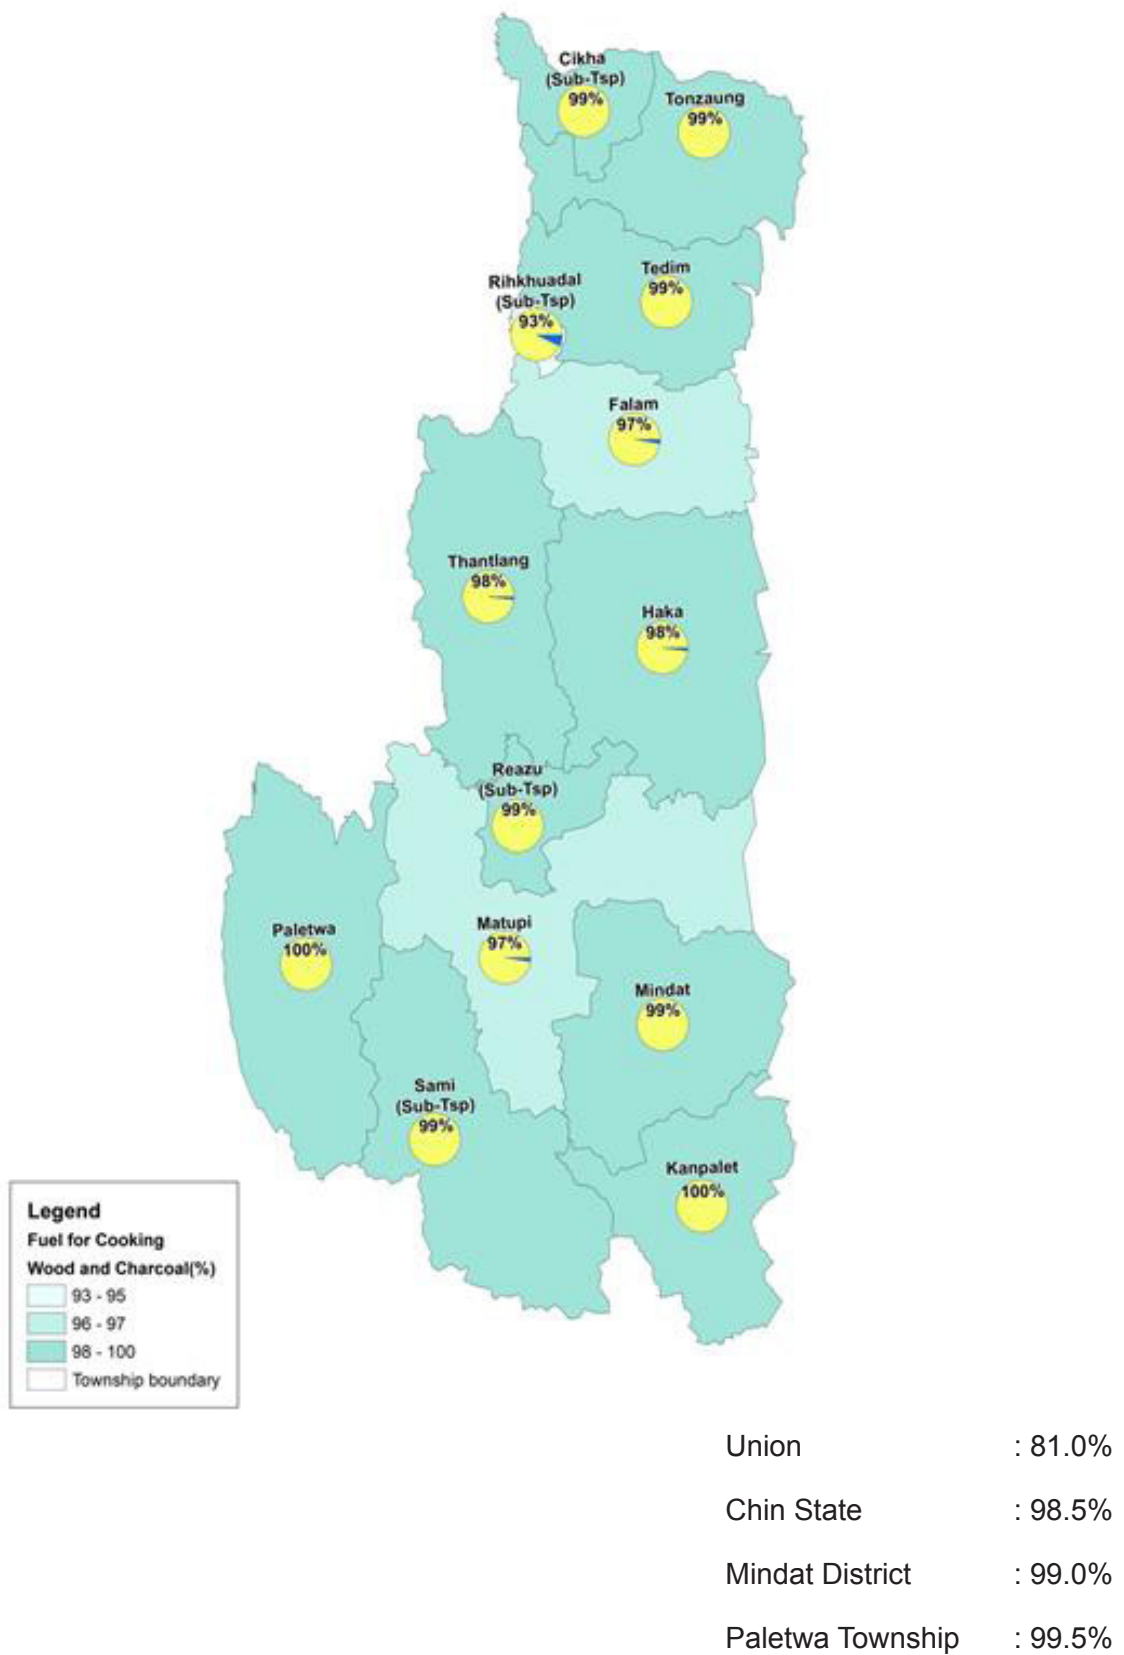 Cikha
(Sub-Tsp)
99%
Tonzaung
99%
Tedim
99%
Rihkhuadal
(Sub-Tsp)
93%
Falam
97%
Thantlang
98%
Haka
98%
Reazu
(Sub-Tsp)
99%
Paletwa
100%
Matupi
97%
Mindat
99%
Sami
(Sub-Tsp)
99%
Kanpalet
100%
Legend
Fuel for Cooking
Wood and Charcoal(%)
93 - 95
96 - 97
98 - 100
Township boundary
Union : 81.0%
Chin State : 98.5%
Mindat District : 99.0%
Paletwa Township : 99.5%